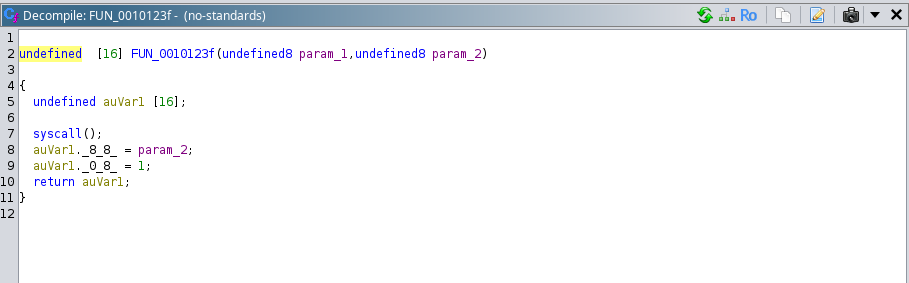 Decompile: FUN_0010123f - (no-standards)
Ro
1
2 undefined [16] FUN_0010123f(undefined8 param_1,undefined8 param_2)
3
4 {
5 undefined auVar1 [16];
6
7 syscall();
8 auVar1._8_8_ = param_2;
9 auVar1._0_8_ = 1;
10 return auVar1;
11 }
12